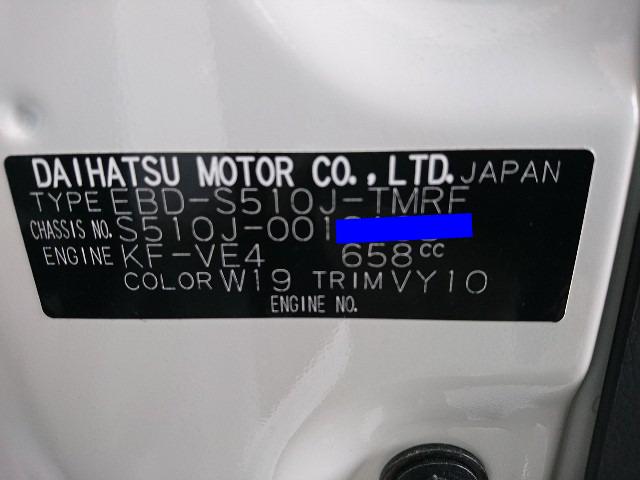 DAIHATSU MOTOR CO., LTD. JAPAN
TYPE EBD-S510J-TMRF
CHASSIS NO. S510J-001
ENGINE KF-VE4 658cc
COLOR W19 TRIM VY10
ENGINE NO.